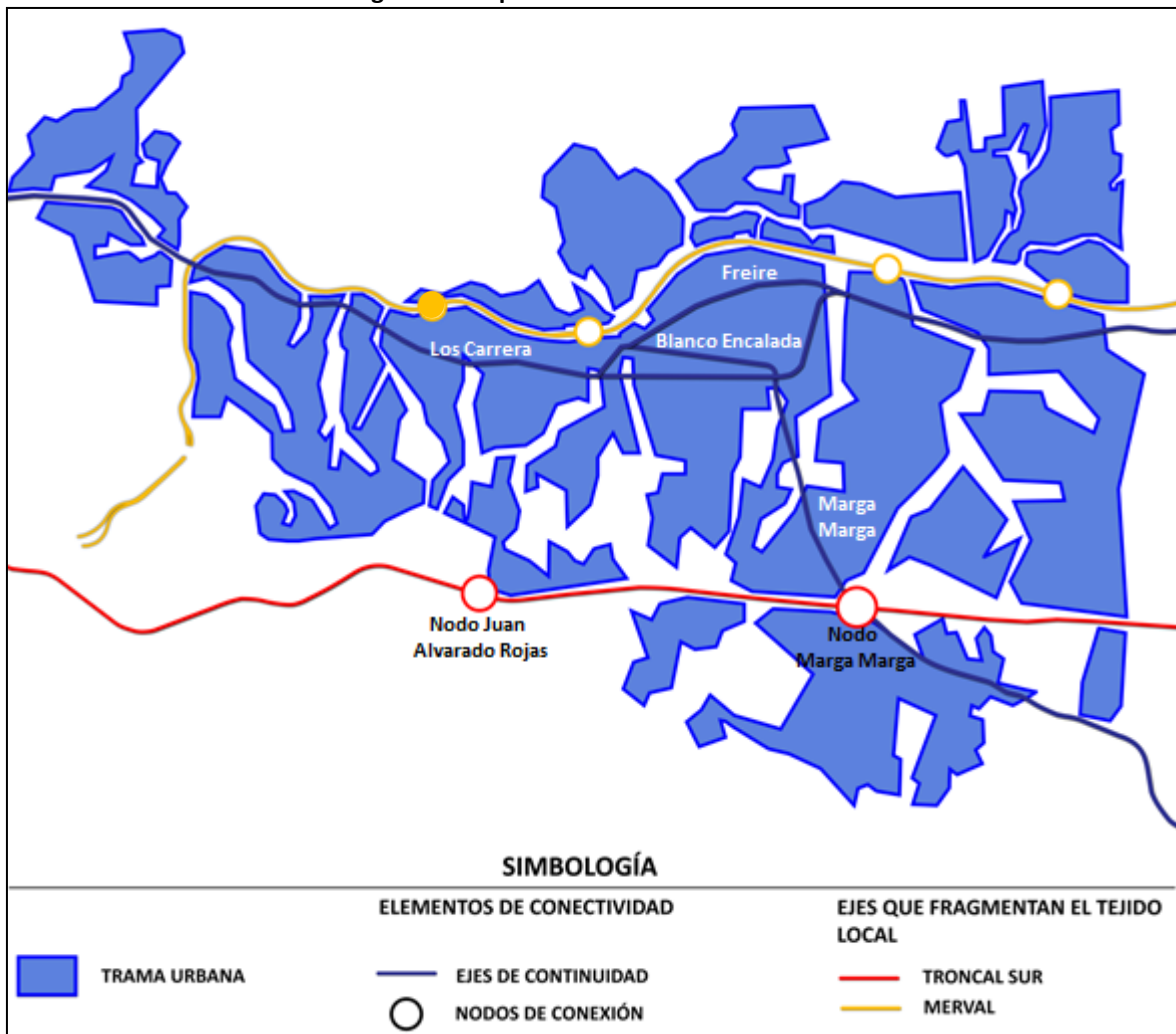 Freire
Blanco Encalada
Los Carrera
Marga
Marga
Nodo Juan
Alvarado Rojas
Nodo
Marga Marga
SIMBOLOGÍA
ELEMENTOS DE CONECTIVIDAD
EJES QUE FRAGMENTAN EL TEJIDO
LOCAL
TRAMA URBANA
EJES DE CONTINUIDAD
TRONCAL SUR
NODOS DE CONEXIÓN
MERVAL